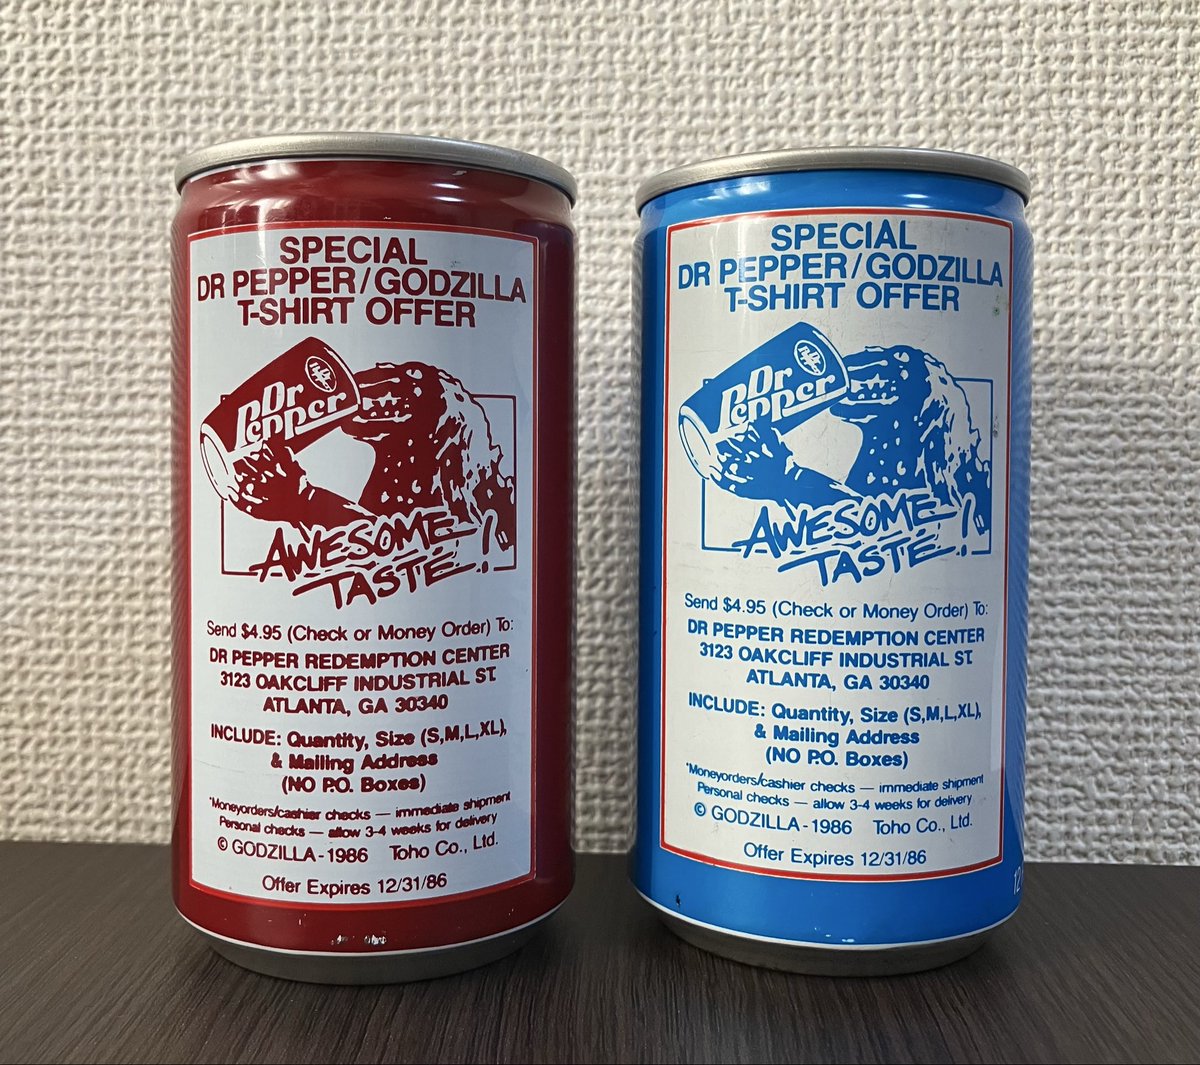 SPECIAL
DR PEPPER/GODZILLA
T-SHIRT OFFER
Dr
Pepper
AWESOME
TASTE!
Send $4.95 (Check or Money Order) To:
DR PEPPER REDEMPTION CENTER
3123 OAKCLIFF INDUSTRIAL ST.
ATLANTA, GA 30340
INCLUDE: Quantity, Size (S,M,L,XL),
& Mailing Address
(NO P.O. Boxes)
*Moneyorders/cashier checks — immediate shipment
Personal checks — allow 3-4 weeks for delivery
© GODZILLA - 1986 Toho Co., Ltd.
Offer Expires 12/31/86
SPECIAL
DR PEPPER/GODZILLA
T-SHIRT OFFER
Dr
Pepper
AWESOME
TASTE!
Send $4.95 (Check or Money Order) To:
DR PEPPER REDEMPTION CENTER
3123 OAKCLIFF INDUSTRIAL ST.
ATLANTA, GA 30340
INCLUDE: Quantity, Size (S,M,L,XL),
& Mailing Address
(NO P.O. Boxes)
*Moneyorders/cashier checks — immediate shipment
Personal checks — allow 3-4 weeks for delivery
© GODZILLA - 1986 Toho Co., Ltd.
Offer Expires 12/31/86